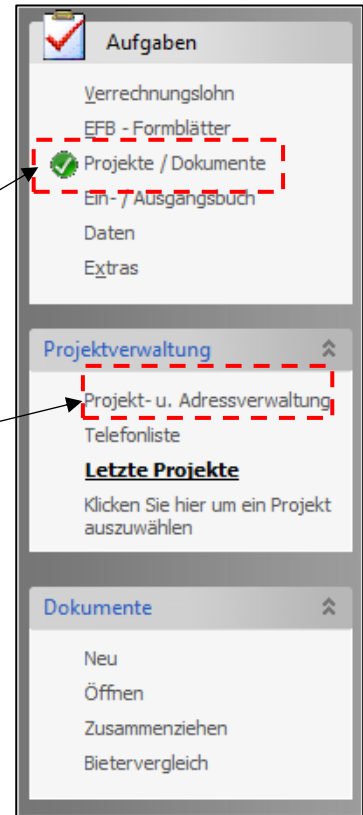 Aufgaben
Verrechnungslohn
EFB - Formblätter
Projekte / Dokumente
Ein- / Ausgangsbuch
Daten
Extras
Projektverwaltung
Projekt- u. Adressverwaltung
Telefonliste
Letzte Projekte
Klicken Sie hier um ein Projekt
auszuwählen
Dokumente
Neu
Öffnen
Zusammenziehen
Bietervergleich